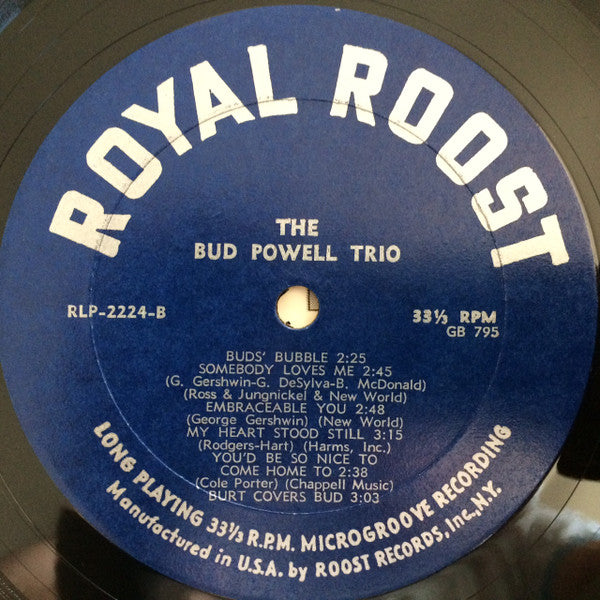 ROYAL ROOST
THE
BUD POWELL TRIO
RLP-2224-B
33⅓ RPM
GB 795
BUDS' BUBBLE 2:25
SOMEBODY LOVES ME 2:45
(G. Gershwin-G. DeSylva-B. McDonald)
(Ross & Jungnickel & New World)
EMBRACEABLE YOU 2:48
(George Gershwin) (New World)
MY HEART STOOD STILL 3:15
(Rodgers-Hart) (Harms, Inc.)
YOU'D BE SO NICE TO
COME HOME TO 2:38
(Cole Porter) (Chappell Music)
BURT COVERS BUD 3:03
LONG PLAYING 33⅓ R.P.M. MICROGROOVE RECORDING
Manufactured in U.S.A. by ROOST RECORDS, Inc., N.Y.